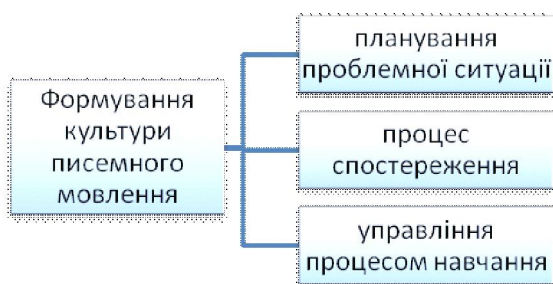 Формування
культури
писемного
мовлення
планування
проблемної ситуації
процес
спостереження
управління
процесом навчання